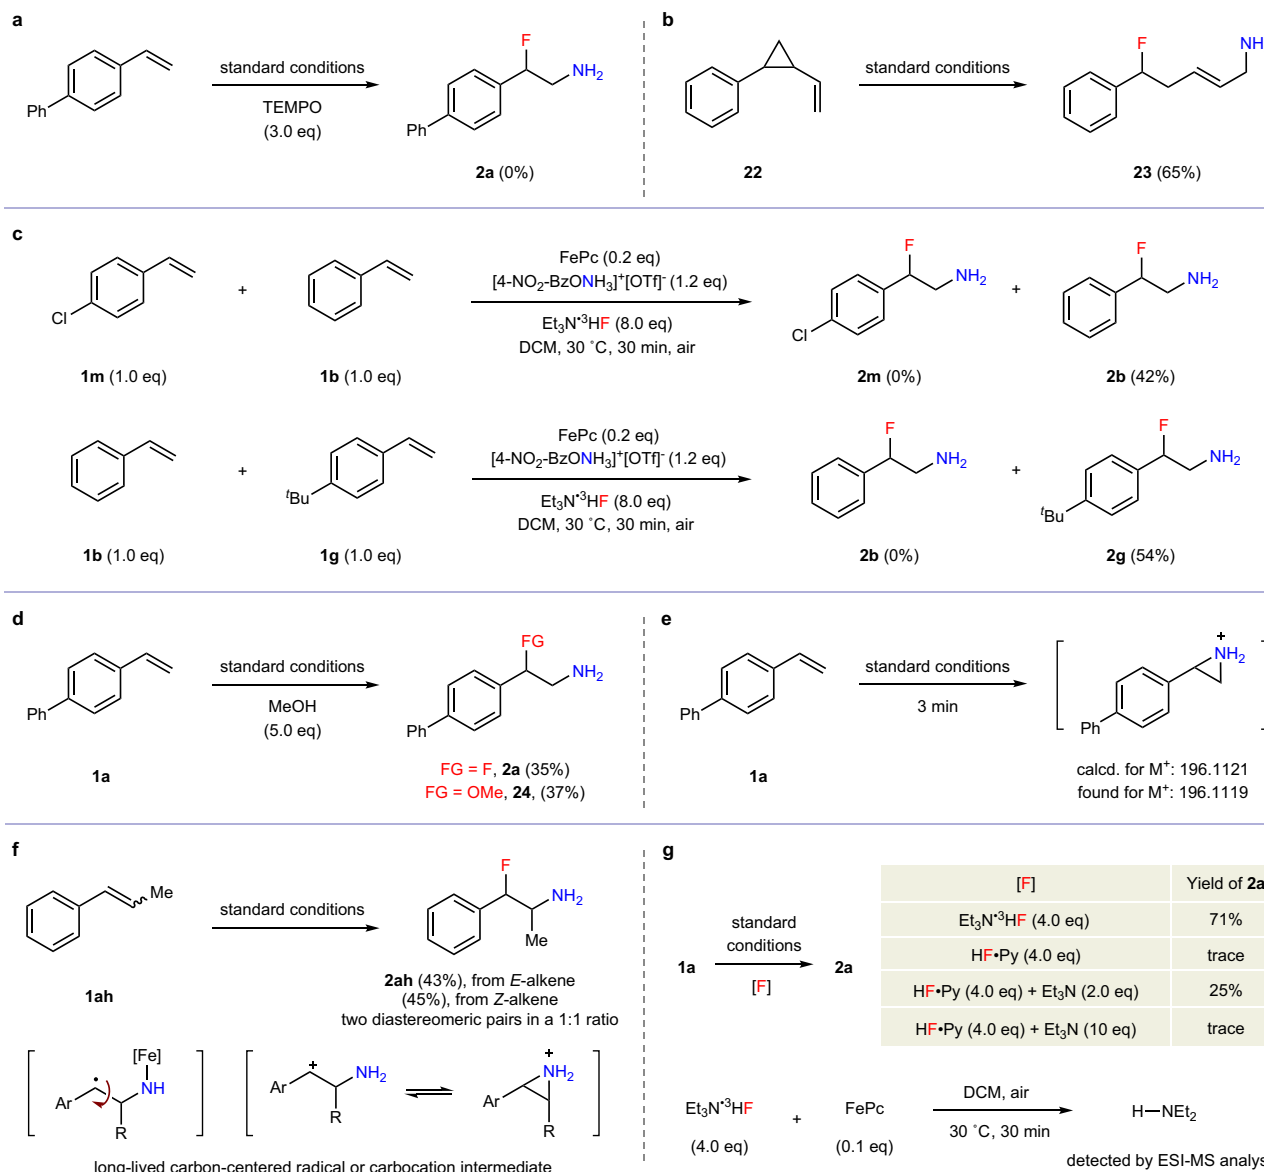 a
standard conditions
TEMPO
(3.0 eq)
Ph
F
NH2
Ph
2a (0%)
b
standard conditions
22
F
NH
23 (65%)
c
Cl
1m (1.0 eq)
+
1b (1.0 eq)
FePc (0.2 eq)
[4-NO2-BzONH3]+[OTf]- (1.2 eq)
Et3N•3HF (8.0 eq)
DCM, 30 ˚C, 30 min, air
F
NH2
Cl
2m (0%)
+
F
NH2
2b (42%)
1b (1.0 eq)
+
tBu
1g (1.0 eq)
FePc (0.2 eq)
[4-NO2-BzONH3]+[OTf]- (1.2 eq)
Et3N•3HF (8.0 eq)
DCM, 30 ˚C, 30 min, air
F
NH2
2b (0%)
+
F
NH2
tBu
2g (54%)
d
Ph
1a
standard conditions
MeOH
(5.0 eq)
FG
NH2
Ph
FG = F, 2a (35%)
FG = OMe, 24, (37%)
e
Ph
1a
standard conditions
3 min
+
NH2
Ph
calcd. for M+: 196.1121
found for M+: 196.1119
f
Me
1ah
standard conditions
F
NH2
Me
2ah (43%), from E-alkene
(45%), from Z-alkene
two diastereomeric pairs in a 1:1 ratio
[Fe]
NH
Ar
R
+
NH2
Ar
R
+
NH2
Ar
R
long-lived carbon-centered radical or carbocation intermediate
g
1a
standard
conditions
[F]
2a
[F] Yield of 2a
Et3N•3HF (4.0 eq) 71%
HF•Py (4.0 eq) trace
HF•Py (4.0 eq) + Et3N (2.0 eq) 25%
HF•Py (4.0 eq) + Et3N (10 eq) trace
Et3N•3HF
(4.0 eq)
+
FePc
(0.1 eq)
DCM, air
30 ˚C, 30 min
H NEt2
detected by ESI-MS analys